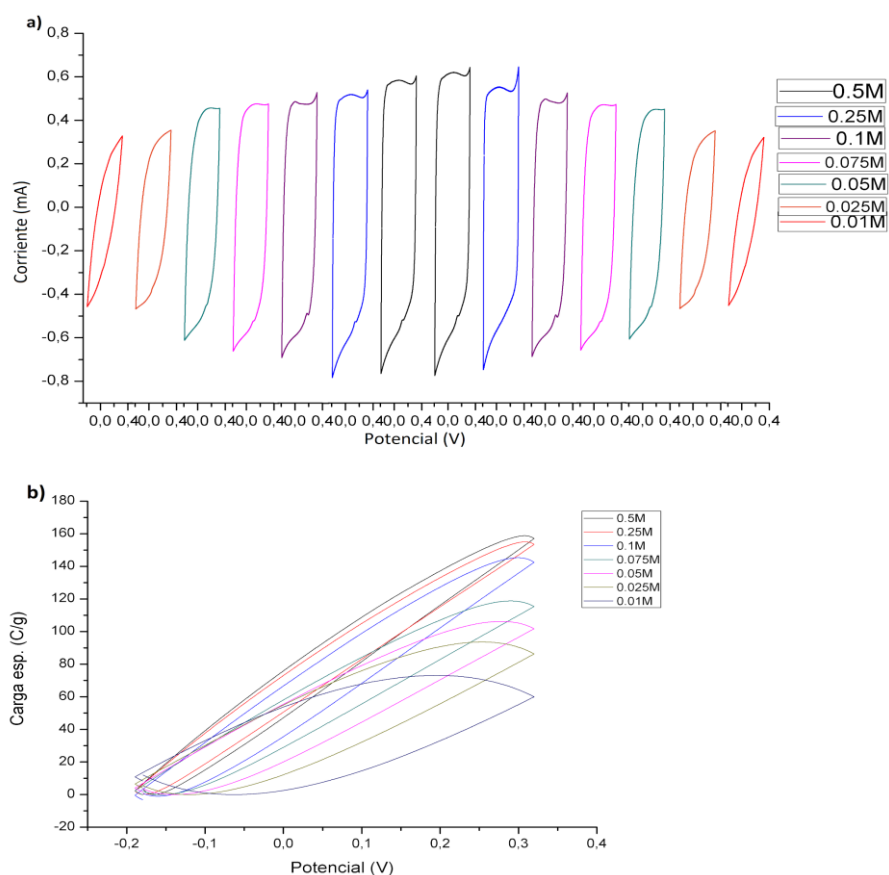 a)
0,8
0,6
0,4
0,2
0,0
-0,2
-0,4
-0,6
-0,8
Corriente (mA)
0,0 0,40,0 0,40,0 0,40,0 0,40,0 0,40,0 0,40,0 0,40,0 0,40,0 0,40,0 0,40,0 0,40,0 0,40,0 0,40,0 0,4
Potencial (V)
0.5M
0.25M
0.1M
0.075M
0.05M
0.025M
0.01M
b)
180
160
140
120
100
80
60
40
20
0
-20
Carga esp. (C/g)
-0,2 -0,1 0,0 0,1 0,2 0,3 0,4
Potencial (V)
0.5M
0.25M
0.1M
0.075M
0.05M
0.025M
0.01M